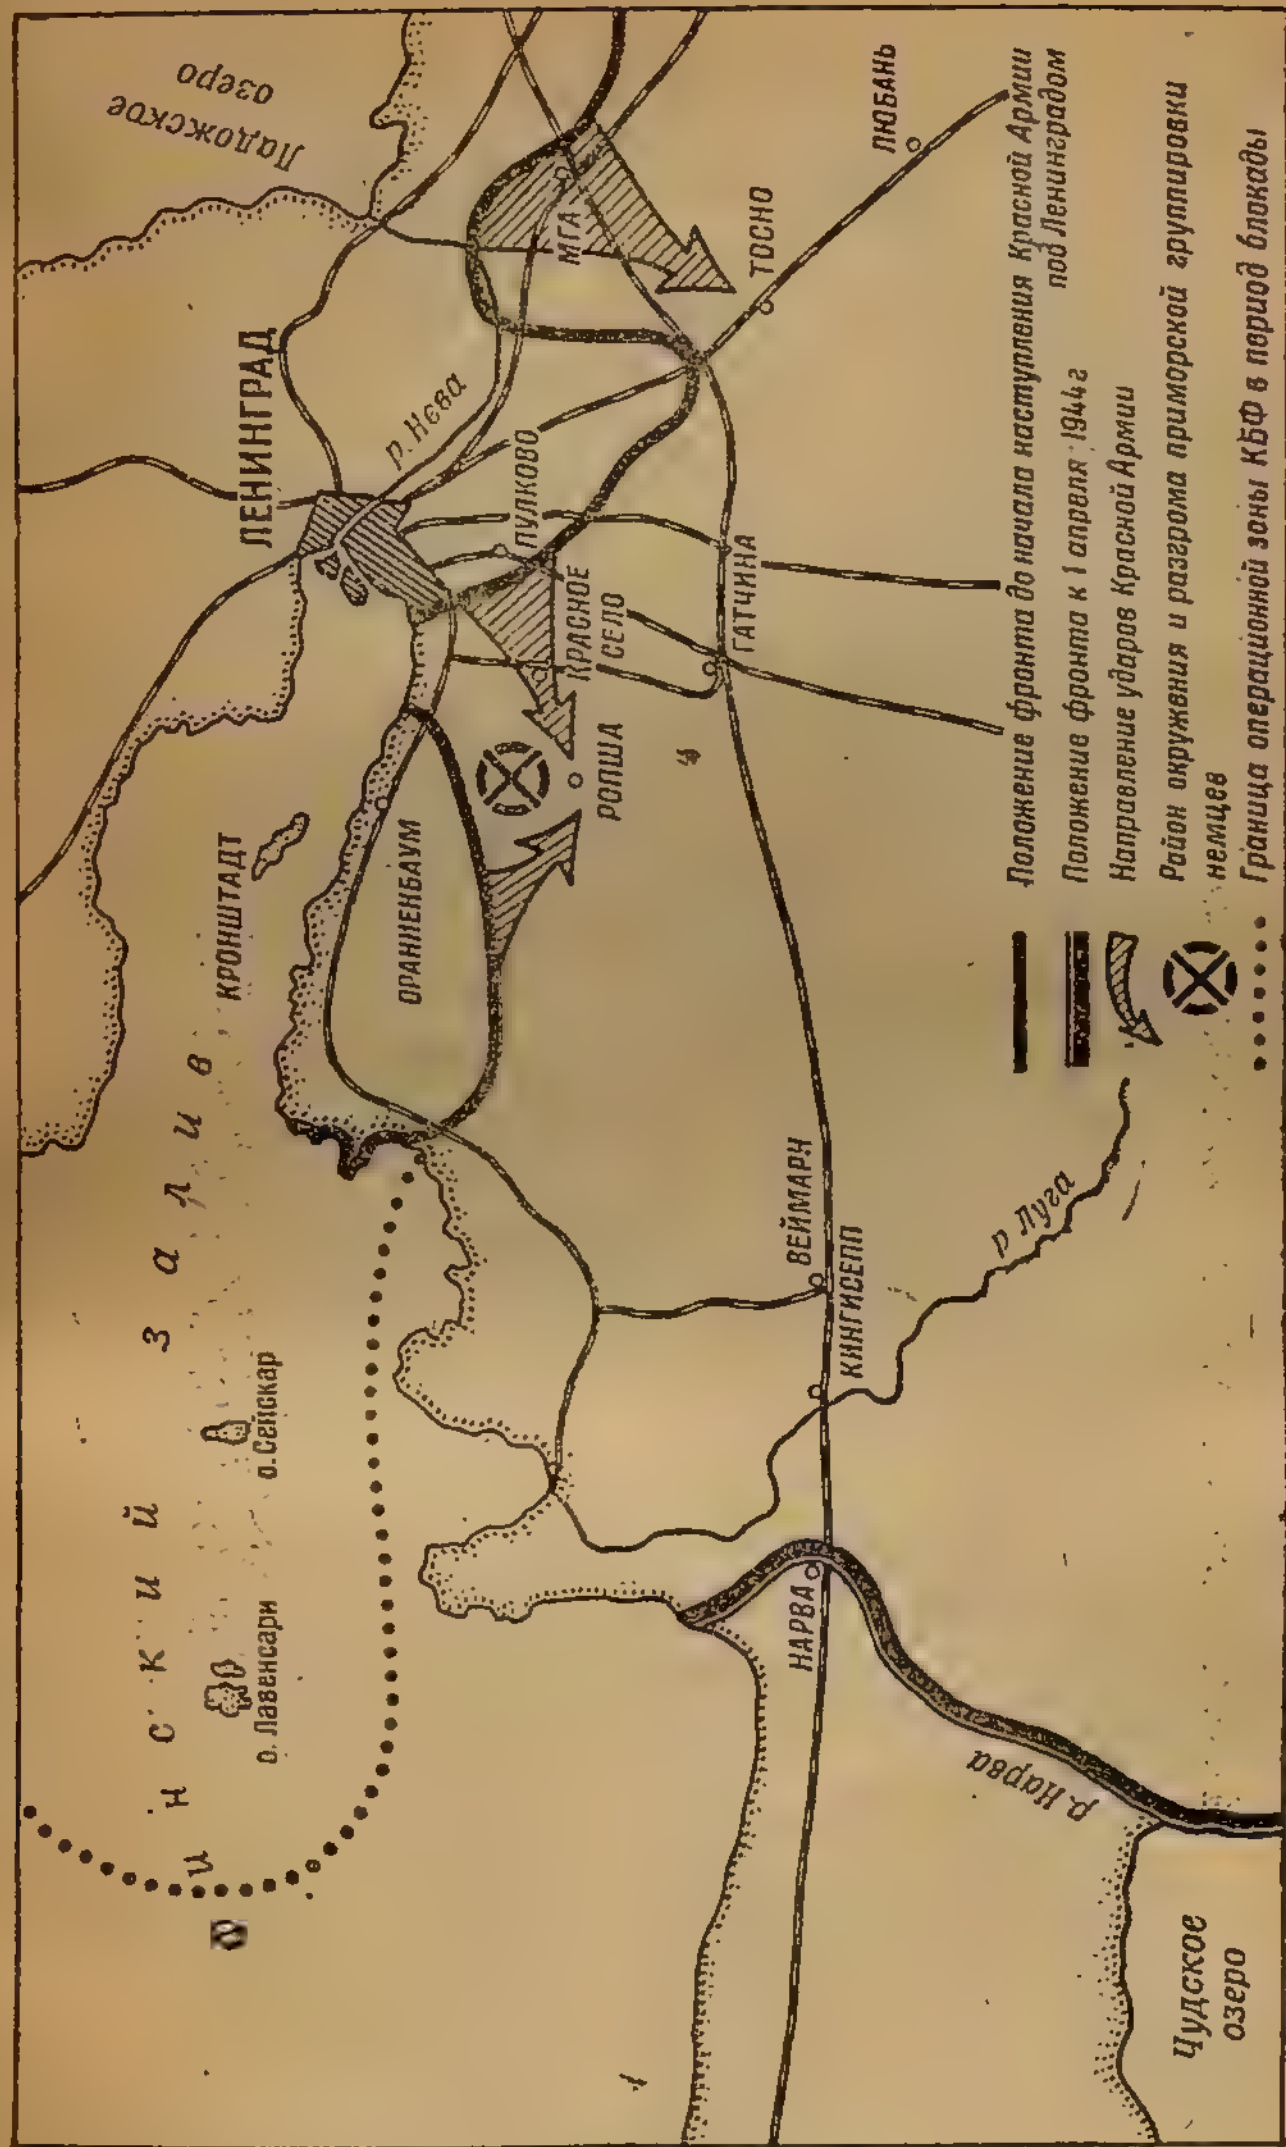 Ладожское
озеро
ЛЕНИНГРАД
р. Нева
МГА
ТОСНО
ЛЮБАНЬ
ПУЛКОВО
КРАСНОЕ
СЕЛО
ГАТЧИНА
РОПША
КРОНШТАДТ
ОРАНИЕНБАУМ
Финский залив
о. Сейскар
о. Лавенсари
ВЕЙМАРН
КИНГИСЕПП
р Луга
НАРВА
р. Нарва
Чудское
озеро
Положение фронта до начала наступления Красной Армии
под Ленинградом
Положение фронта к 1 апреля 1944г
Направление ударов Красной Армии
Район окружения и разгрома приморской группировки
немцев
Граница операционной зоны КБФ в период блокады